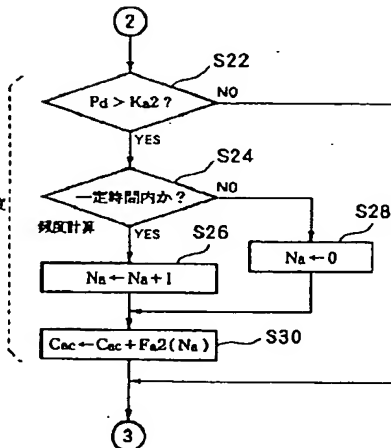 2
S22
Pd > Ka2 ?
NO
YES
S24
一定時間内か?
NO
頻度計算
YES
S26
S28
Na ← Na + 1
Na ← 0
S30
Cac ← Cac + Fa2 (Na)
3